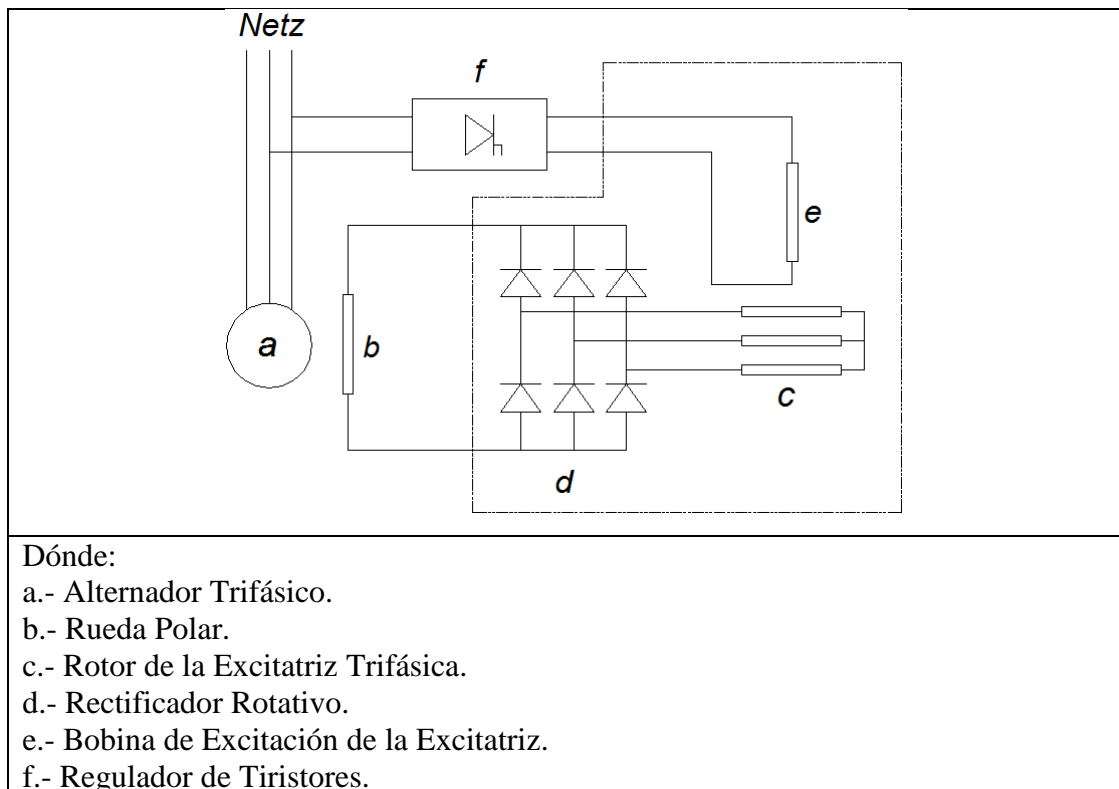 Netz
f
e
a
b
c
d
Dónde:
a.- Alternador Trifásico.
b.- Rueda Polar.
c.- Rotor de la Excitatriz Trifásica.
d.- Rectificador Rotativo.
e.- Bobina de Excitación de la Excitatriz.
f.- Regulador de Tiristores.